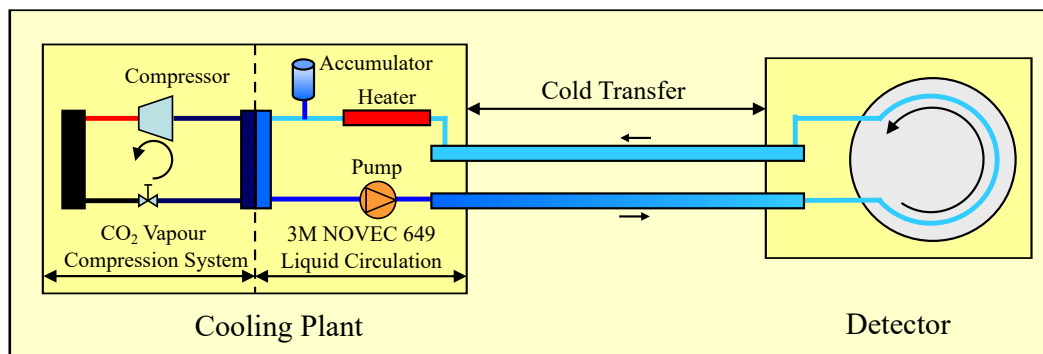 Compressor
Accumulator
Heater
Cold Transfer
Pump
CO₂ Vapour
Compression System
3M NOVEC 649
Liquid Circulation
Cooling Plant
Detector